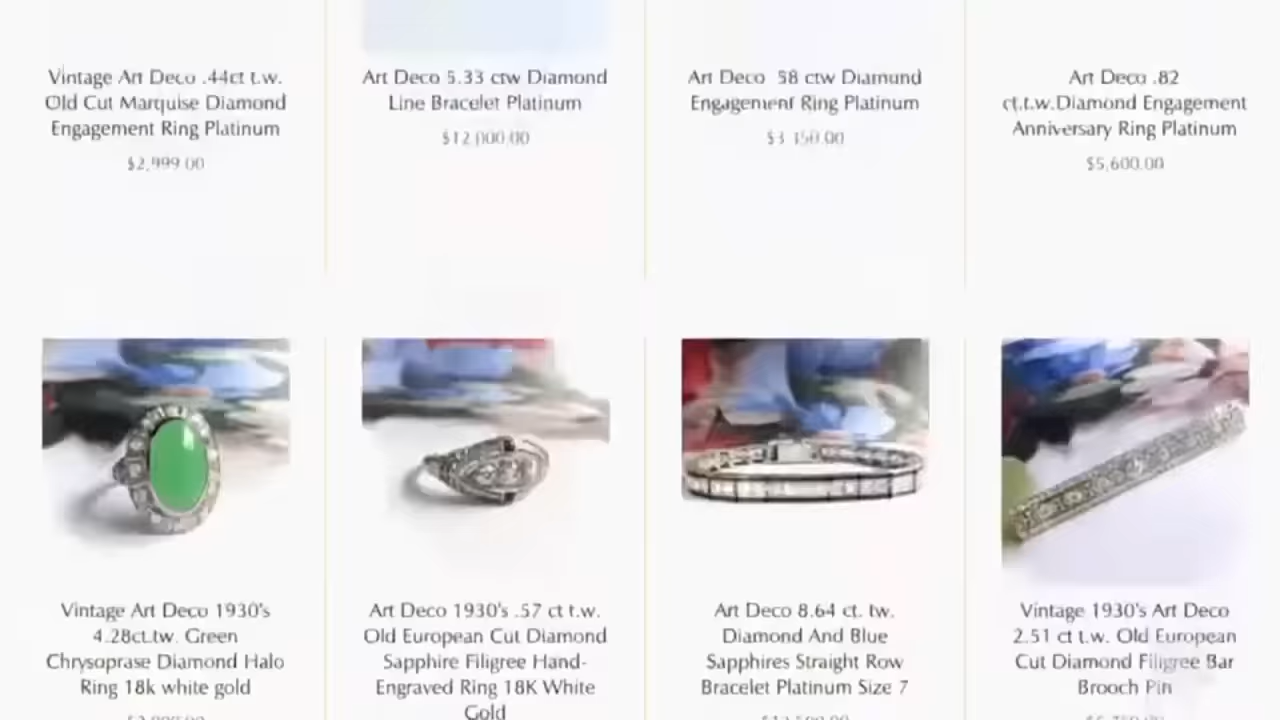 Vintage Art Deco .44ct t.w.
Old Cut Marquise Diamond
Engagement Ring Platinum
$2,999.00
Art Deco 5.33 ctw Diamond
Line Bracelet Platinum
$12,000.00
Art Deco .58 ctw Diamond
Engagement Ring Platinum
Art Deco .82
ct.t.w.Diamond Engagement
Anniversary Ring Platinum
$5,600.00
Vintage Art Deco 1930's
4.28ct.tw. Green
Chrysoprase Diamond Halo
Ring 18k white gold
Art Deco 1930's .57 ct t.w.
Old European Cut Diamond
Sapphire Filigree Hand-
Engraved Ring 18K White
Gold
Art Deco 8.64 ct. tw.
Diamond And Blue
Sapphires Straight Row
Bracelet Platinum Size 7
Vintage 1930's Art Deco
2.51 ct t.w. Old European
Cut Diamond Filigree Bar
Brooch Pin